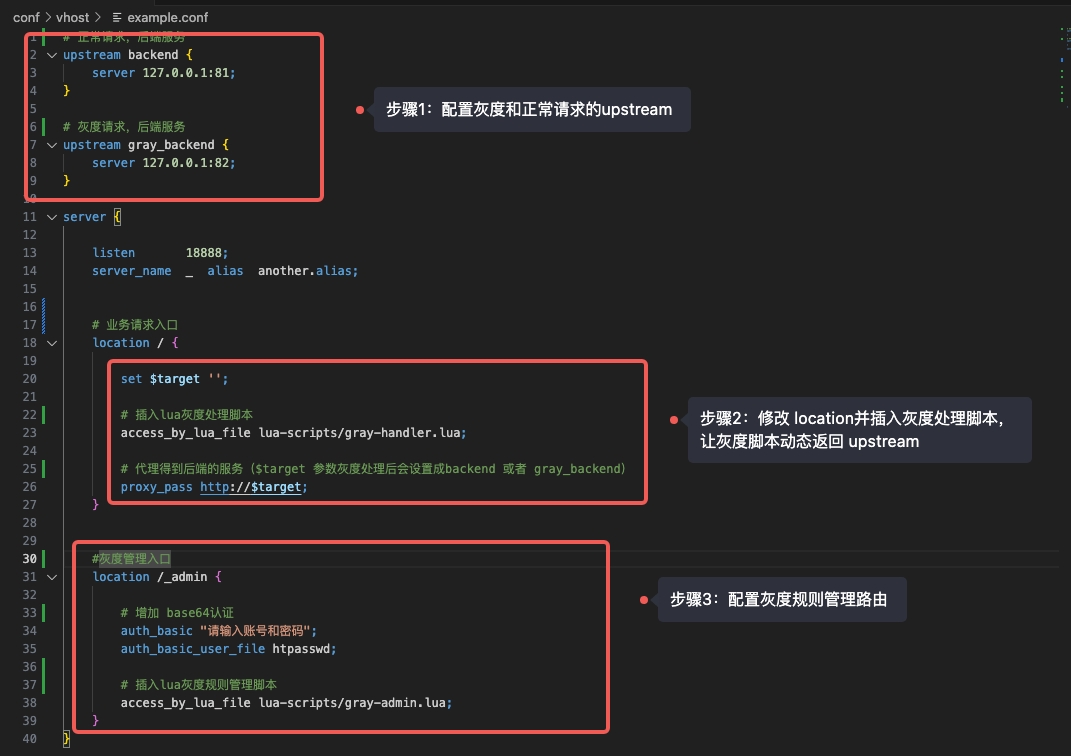 conf > vhost > example.conf
1 # 正常请求，后端服务
2 upstream backend {
3 server 127.0.0.1:81;
4 }
5
6 # 灰度请求，后端服务
7 upstream gray_backend {
8 server 127.0.0.1:82;
9 }
10
11 server {
12
13 listen 18888;
14 server_name _ alias another.alias;
15
16
17 # 业务请求入口
18 location / {
19
20 set $target '';
21
22 # 插入lua灰度处理脚本
23 access_by_lua_file lua-scripts/gray-handler.lua;
24
25 # 代理得到后端的服务（$target 参数灰度处理后会设置成backend 或者 gray_backend）
26 proxy_pass http://$target;
27 }
28
29
30 #灰度管理入口
31 location /_admin {
32
33 # 增加 base64认证
34 auth_basic "请输入账号和密码";
35 auth_basic_user_file htpasswd;
36
37 # 插入lua灰度规则管理脚本
38 access_by_lua_file lua-scripts/gray-admin.lua;
39 }
40 }
步骤1：配置灰度和正常请求的upstream
步骤2：修改 location并插入灰度处理脚本，
让灰度脚本动态返回 upstream
步骤3：配置灰度规则管理路由